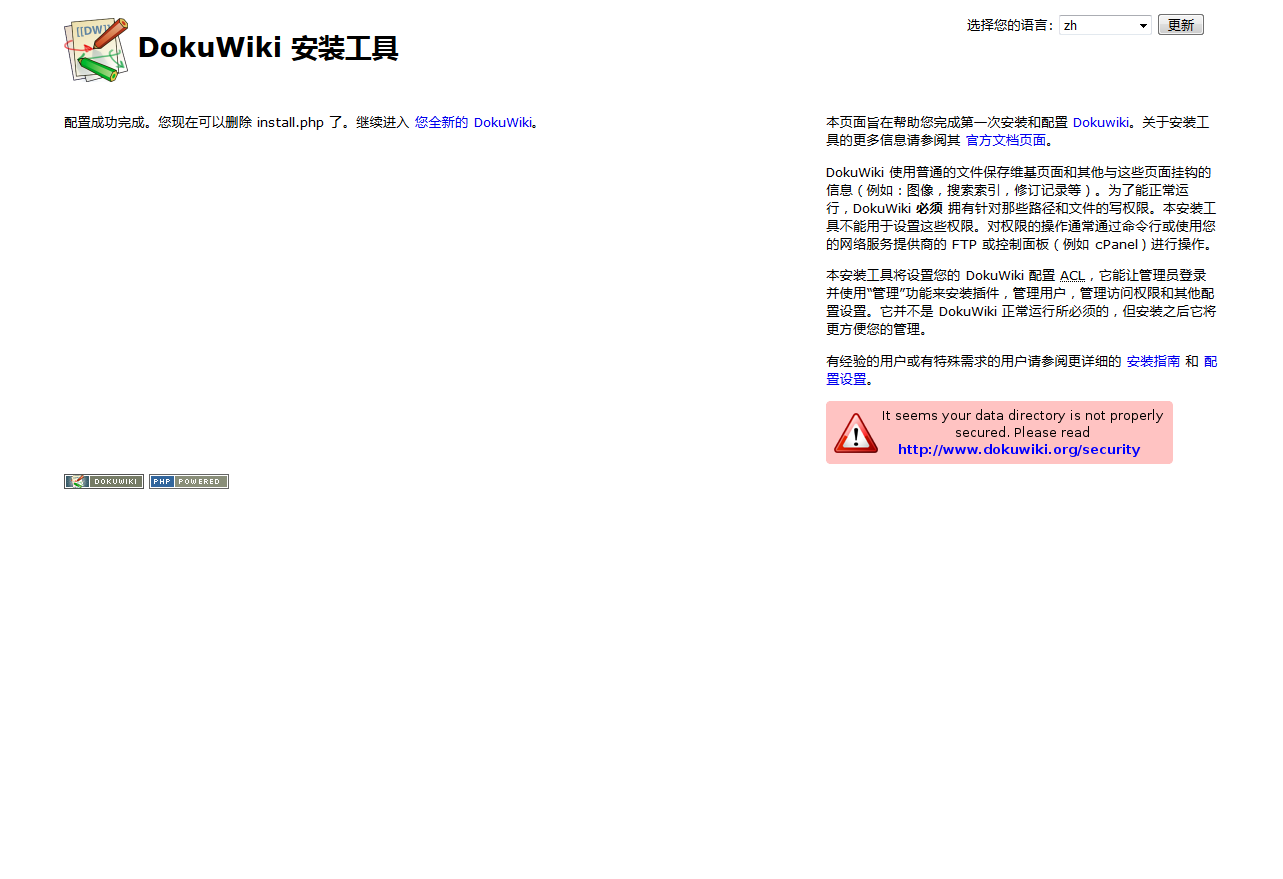 [[DW]]
DokuWiki 安装工具
选择您的语言: zh 更新
配置成功完成。您现在可以删除 install.php 了。继续进入 您全新的 DokuWiki。
本页面旨在帮助您完成第一次安装和配置 Dokuwiki。关于安装工
具的更多信息请参阅其 官方文档页面。
DokuWiki 使用普通的文件保存维基页面和其他与这些页面挂钩的
信息（例如：图像，搜索索引，修订记录等）。为了能正常运
行，DokuWiki 必须 拥有针对那些路径和文件的写权限。本安装工
具不能用于设置这些权限。对权限的操作通常通过命令行或使用您
的网络服务提供商的 FTP 或控制面板（例如 cPanel）进行操作。
本安装工具将设置您的 DokuWiki 配置 ACL，它能让管理员登录
并使用“管理”功能来安装插件，管理用户，管理访问权限和其他配
置设置。它并不是 DokuWiki 正常运行所必须的，但安装之后它将
更方便您的管理。
有经验的用户或有特殊需求的用户请参阅更详细的 安装指南 和 配
置设置。
It seems your data directory is not properly
secured. Please read
http://www.dokuwiki.org/security
DOKUWIKI PHP POWERED